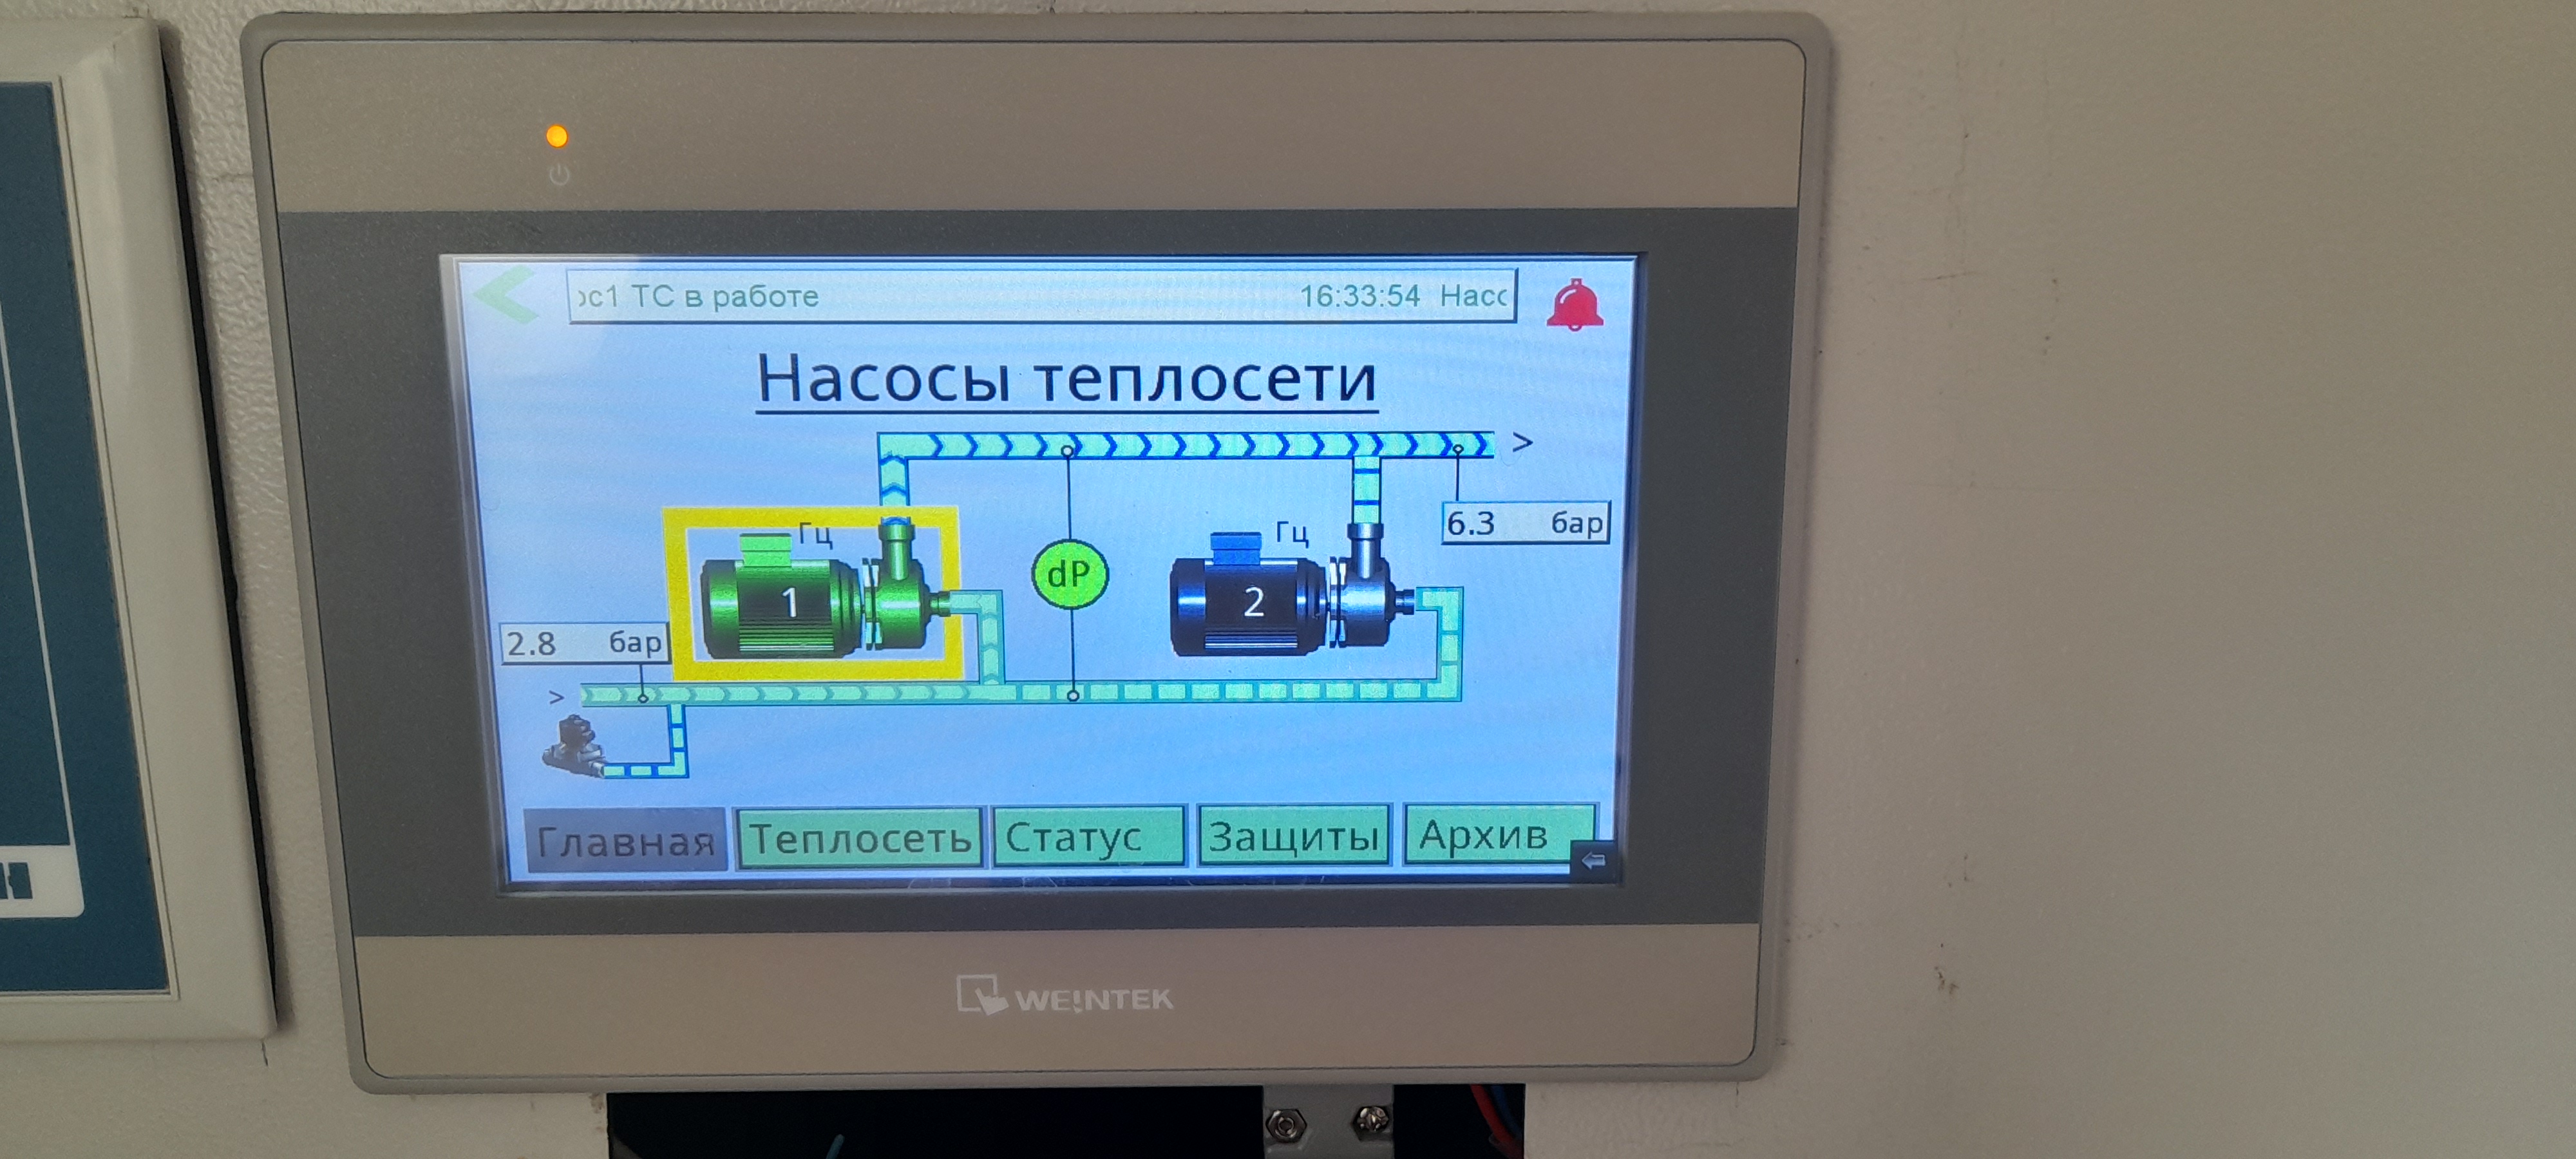 ос1 ТС в работе 16:33:54 Насс
Насосы теплосети
>
Гц
Гц
6.3 бар
1
dP
2
2.8 бар
>
Главная Теплосеть Статус Защиты Архив
WEINTEK